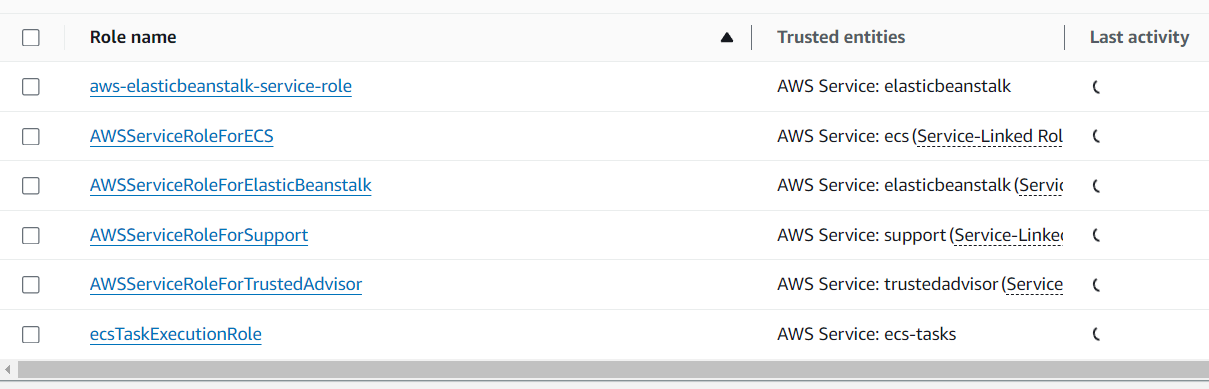 Role name Trusted entities Last activity
aws-elasticbeanstalk-service-role AWS Service: elasticbeanstalk
AWSServiceRoleForECS AWS Service: ecs (Service-Linked Rol
AWSServiceRoleForElasticBeanstalk AWS Service: elasticbeanstalk (Servic
AWSServiceRoleForSupport AWS Service: support (Service-Linked
AWSServiceRoleForTrustedAdvisor AWS Service: trustedadvisor (Service
ecsTaskExecutionRole AWS Service: ecs-tasks